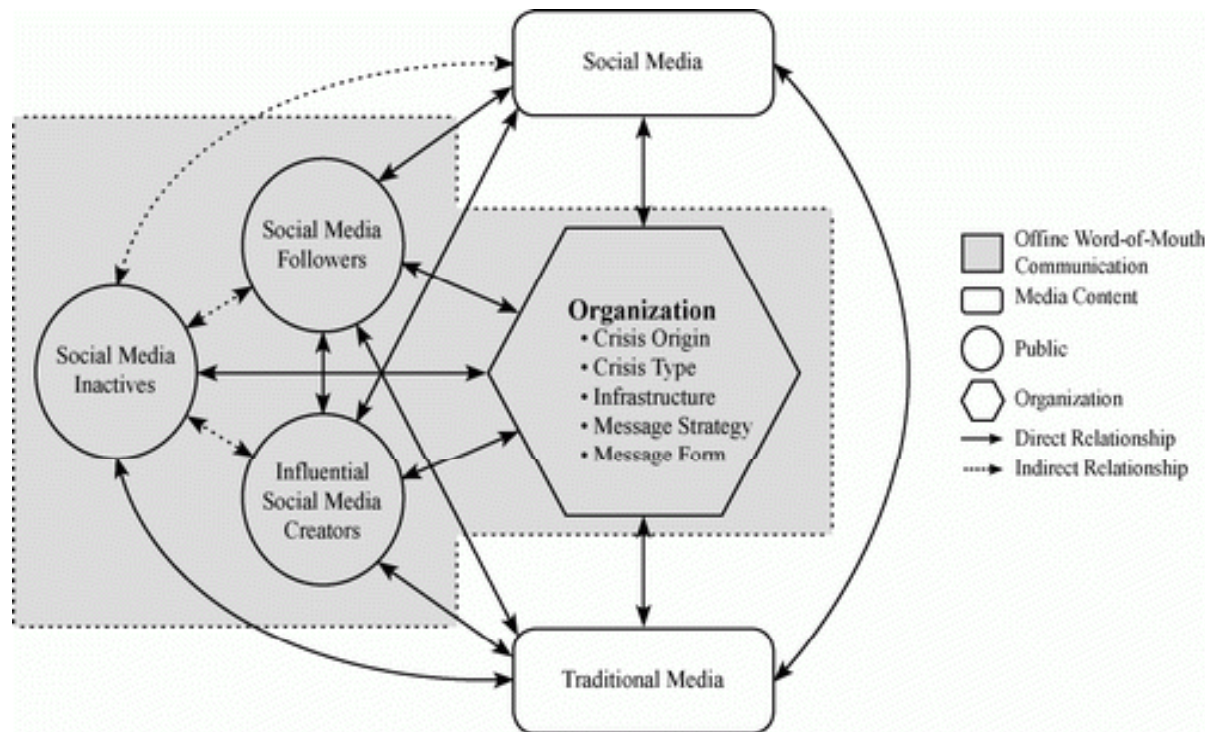 Social Media
Social Media
Followers
Social Media
Inactives
Influential
Social Media
Creators
Organization
• Crisis Origin
• Crisis Type
• Infrastructure
• Message Strategy
• Message Form
Traditional Media
Offine Word-of-Mouth
Communication
Media Content
Public
Organization
Direct Relationship
Indirect Relationship